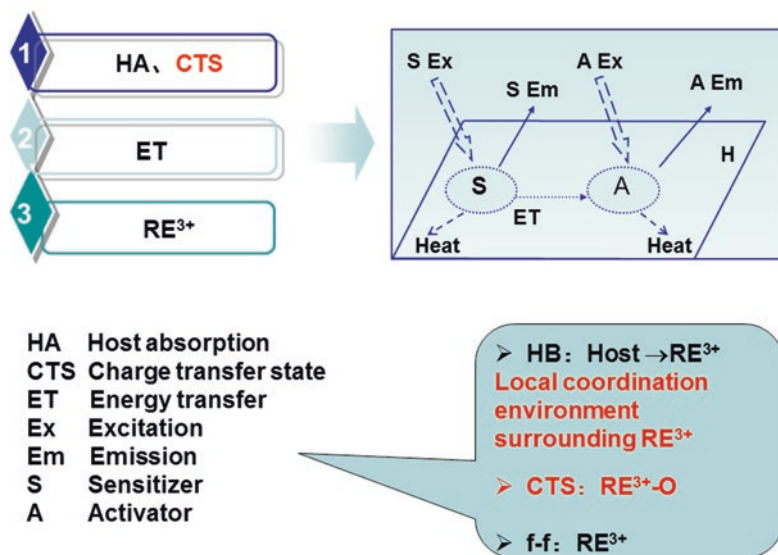 1
HA、CTS
2
ET
3
RE³⁺
S Ex
A Ex
S Em
A Em
H
S
A
ET
Heat
Heat
HA Host absorption
CTS Charge transfer state
ET Energy transfer
Ex Excitation
Em Emission
S Sensitizer
A Activator
➢ HB：Host →RE³⁺
Local coordination
environment
surrounding RE³⁺
➢ CTS：RE³⁺-O
➢ f-f：RE³⁺